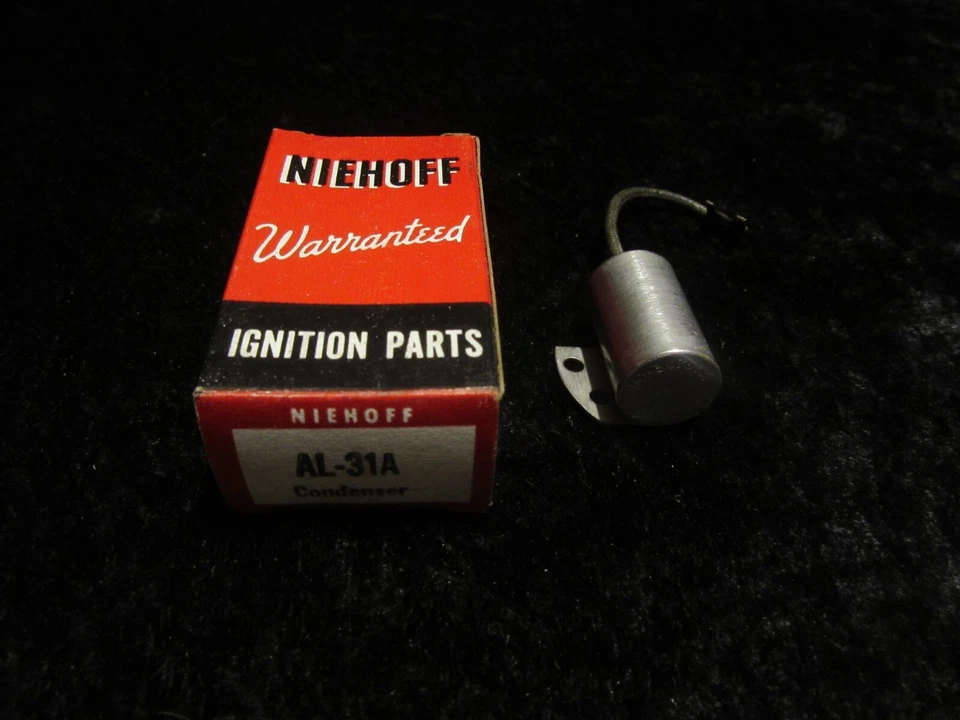 NIEHOFF
Warranteed
IGNITION PARTS
NIEHOFF
AL-31A
Condenser